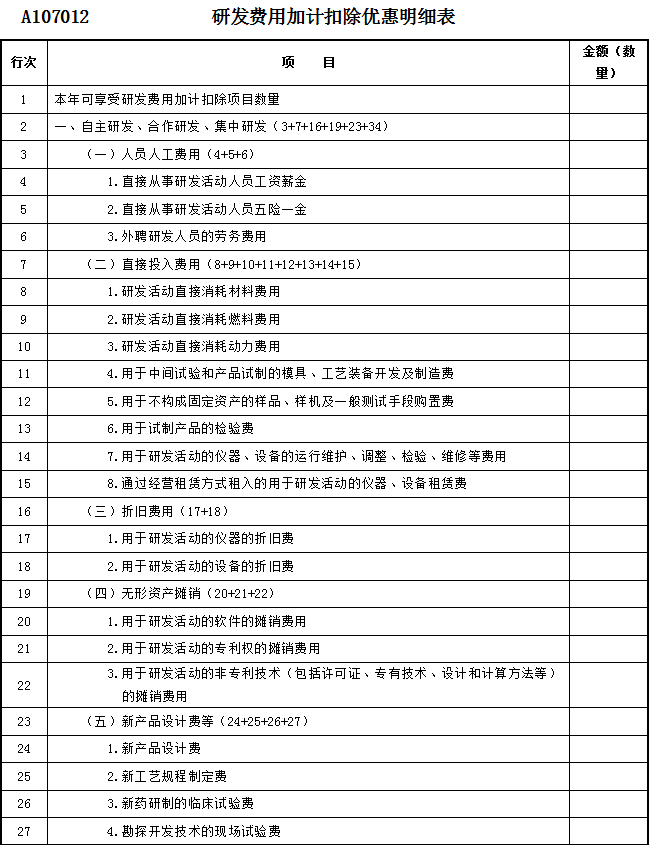 A107012 研发费用加计扣除优惠明细表
行次 项 目 金额（数
量）
1 本年可享受研发费用加计扣除项目数量
2 一、自主研发、合作研发、集中研发（3+7+16+19+23+34）
3 （一）人员人工费用（4+5+6）
4 1.直接从事研发活动人员工资薪金
5 2.直接从事研发活动人员五险一金
6 3.外聘研发人员的劳务费用
7 （二）直接投入费用（8+9+10+11+12+13+14+15）
8 1.研发活动直接消耗材料费用
9 2.研发活动直接消耗燃料费用
10 3.研发活动直接消耗动力费用
11 4.用于中间试验和产品试制的模具、工艺装备开发及制造费
12 5.用于不构成固定资产的样品、样机及一般测试手段购置费
13 6.用于试制产品的检验费
14 7.用于研发活动的仪器、设备的运行维护、调整、检验、维修等费用
15 8.通过经营租赁方式租入的用于研发活动的仪器、设备租赁费
16 （三）折旧费用（17+18）
17 1.用于研发活动的仪器的折旧费
18 2.用于研发活动的设备的折旧费
19 （四）无形资产摊销（20+21+22）
20 1.用于研发活动的软件的摊销费用
21 2.用于研发活动的专利权的摊销费用
22 3.用于研发活动的非专利技术（包括许可证、专有技术、设计和计算方法等）
的摊销费用
23 （五）新产品设计费等（24+25+26+27）
24 1.新产品设计费
25 2.新工艺规程制定费
26 3.新药研制的临床试验费
27 4.勘探开发技术的现场试验费